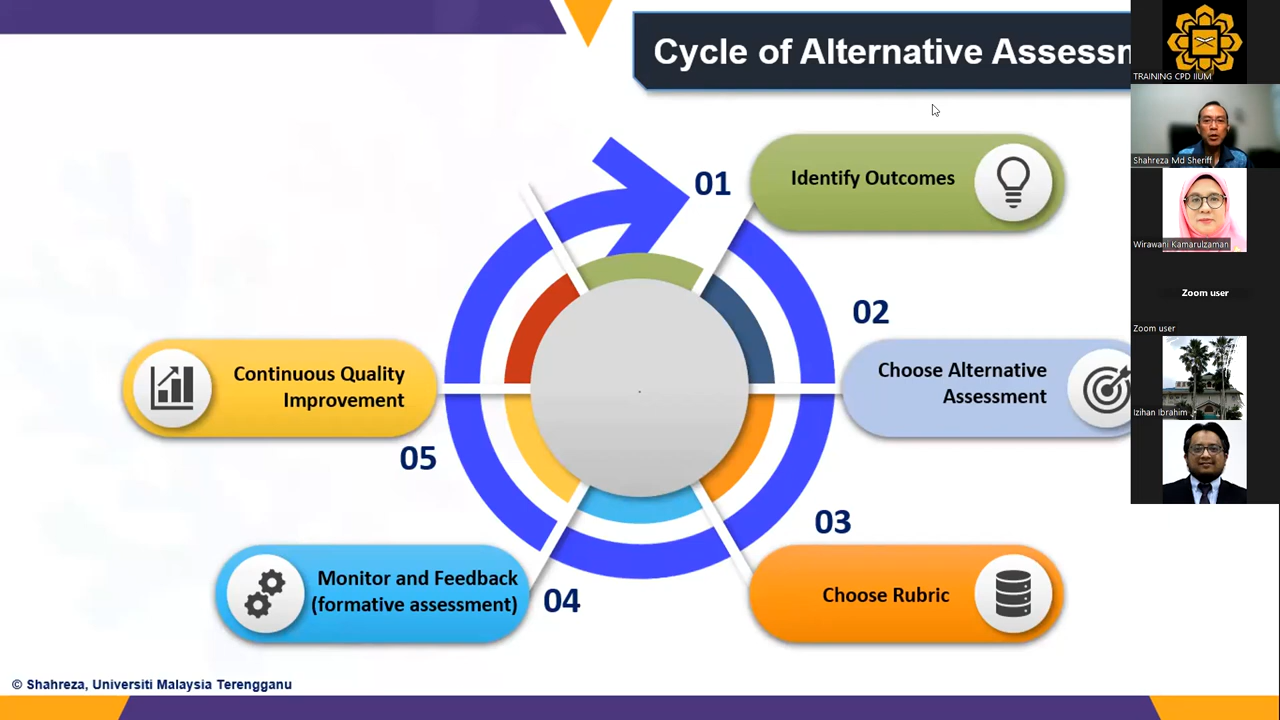 Cycle of Alternative Assessm
01
Identify Outcomes
02
Choose Alternative
Assessment
03
Choose Rubric
04
Monitor and Feedback
(formative assessment)
05
Continuous Quality
Improvement
© Shahreza, Universiti Malaysia Terengganu
TRAINING CPD IIUM
Shahreza Md Sheriff
Wirawani Kamarulzaman
Zoom user
Zoom user
Izihan Ibrahim